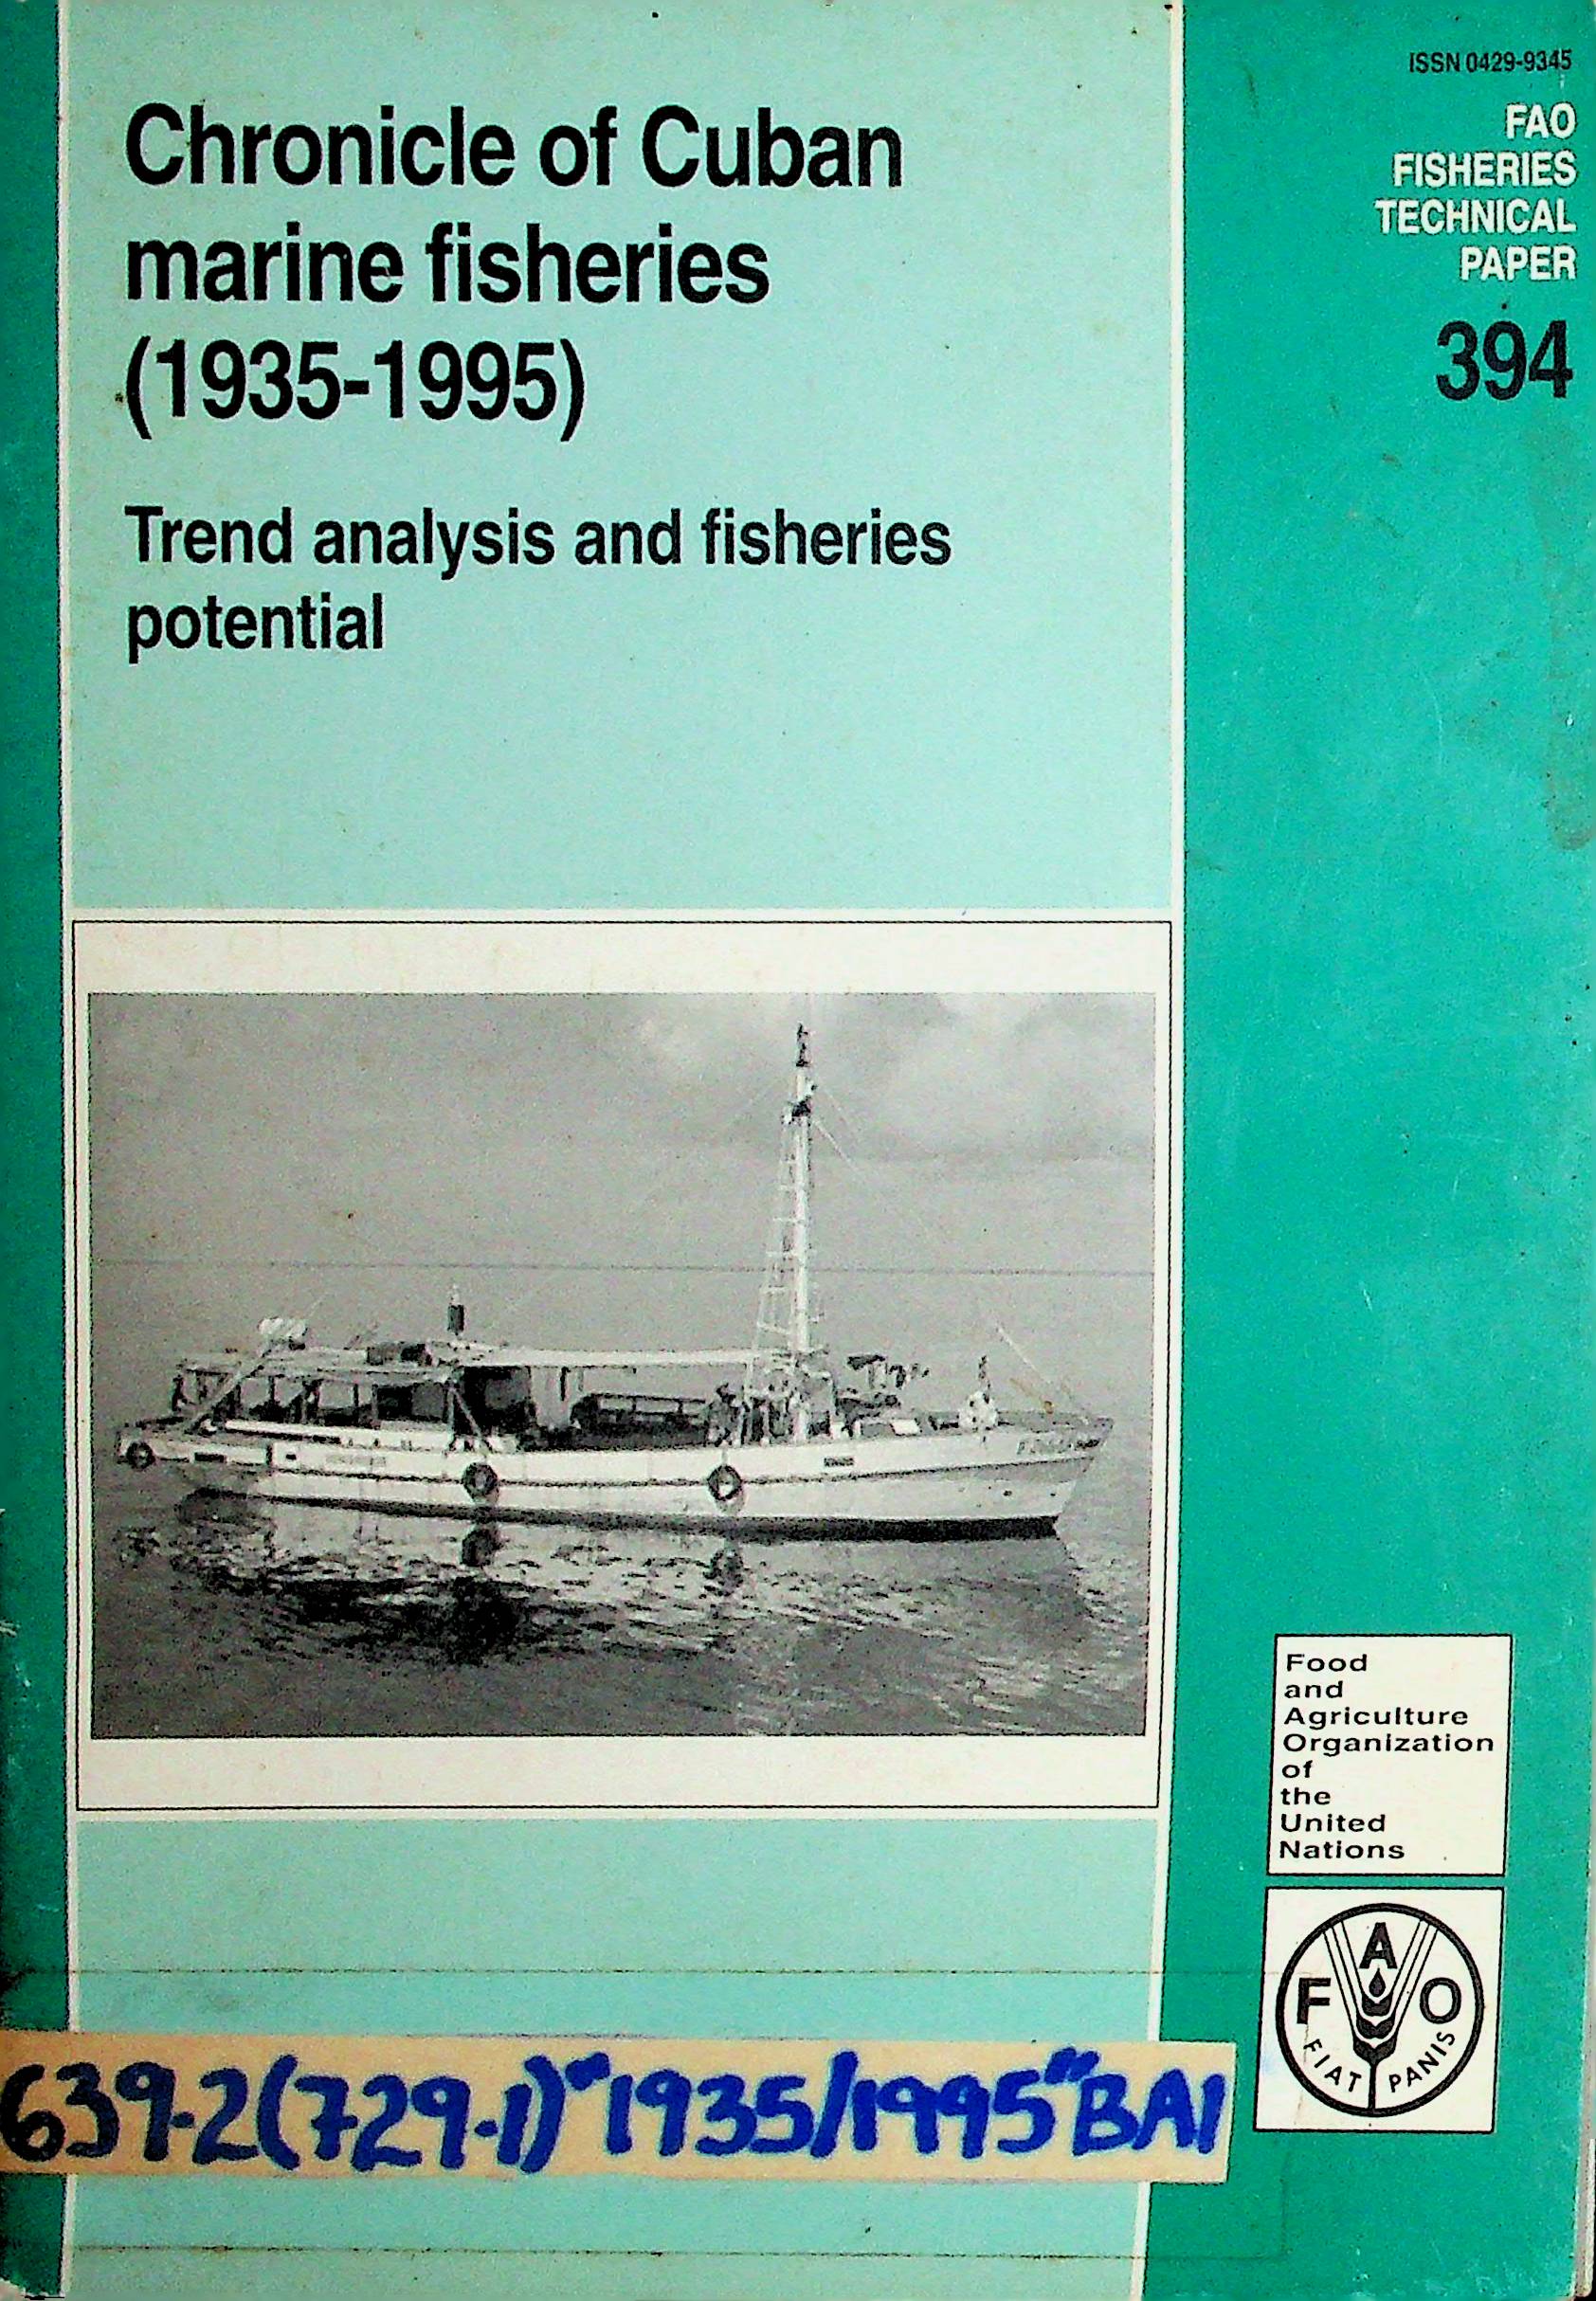 ISSN 0429-9345
FAO
FISHERIES
TECHNICAL
PAPER
394
Chronicle of Cuban
marine fisheries
(1935-1995)
Trend analysis and fisheries
potential
Food
and
Agriculture
Organization
of
the
United
Nations
F A O
FIAT PANIS
639.2(729.1)"1935/1995"BAI